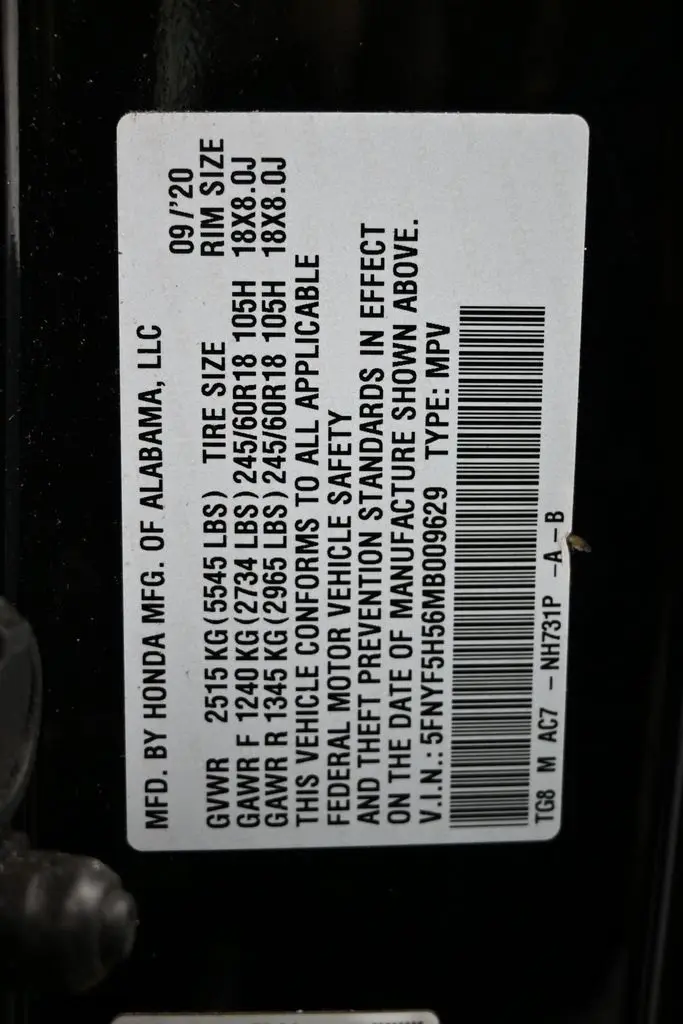 MFD. BY HONDA MFG. OF ALABAMA, LLC 09/'20
GVWR 2515 KG(5545 LBS) TIRE SIZE RIM SIZE
GAWR F 1240 KG(2734 LBS)245/60R18 105H 18X8.0J
GAWR R 1345 KG(2965 LBS)245/60R18 105H 18X8.0J
THIS VEHICLE CONFORMS TO ALL APPLICABLE
FEDERAL MOTOR VEHICLE SAFETY
AND THEFT PREVENTION STANDARDS IN EFFECT
ON THE DATE OF MANUFACTURE SHOWN ABOVE.
V.I.N.: 5FNYF5H56MB009629 TYPE: MPV
TG8 M AC7 - NH731P -A-B